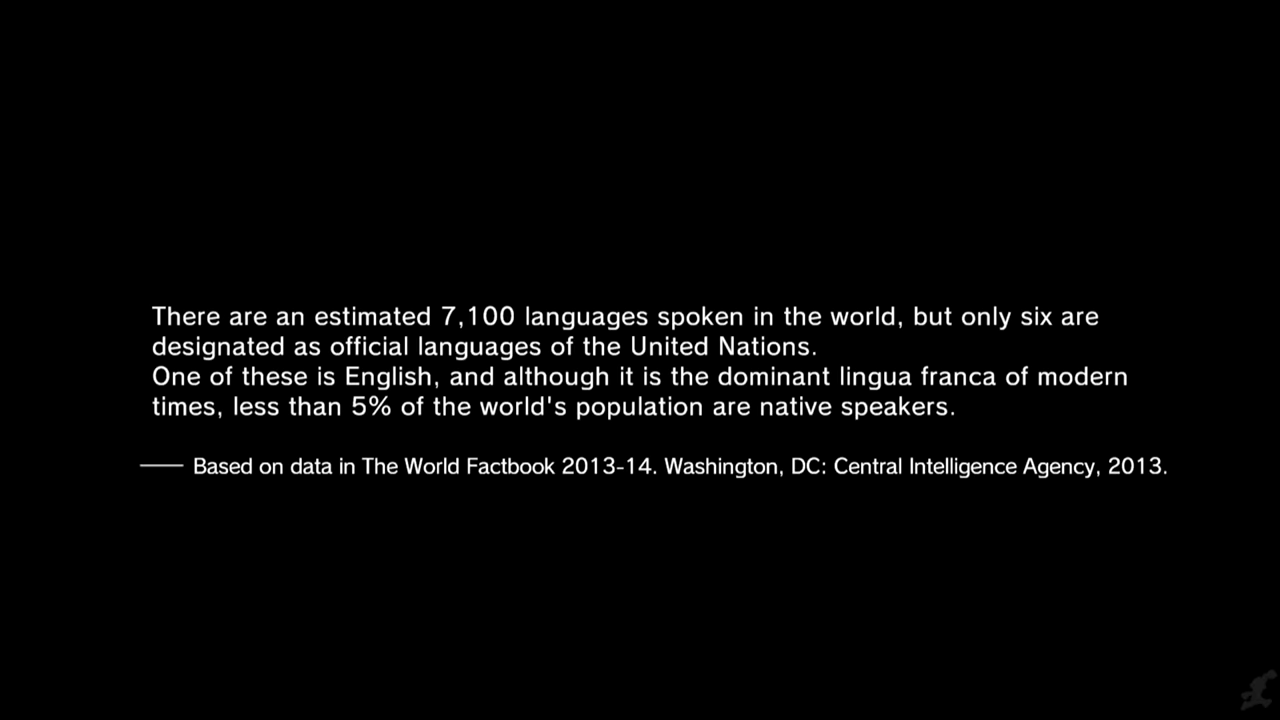 There are an estimated 7,100 languages spoken in the world, but only six are
designated as official languages of the United Nations.
One of these is English, and although it is the dominant lingua franca of modern
times, less than 5% of the world's population are native speakers.
—— Based on data in The World Factbook 2013-14. Washington, DC: Central Intelligence Agency, 2013.